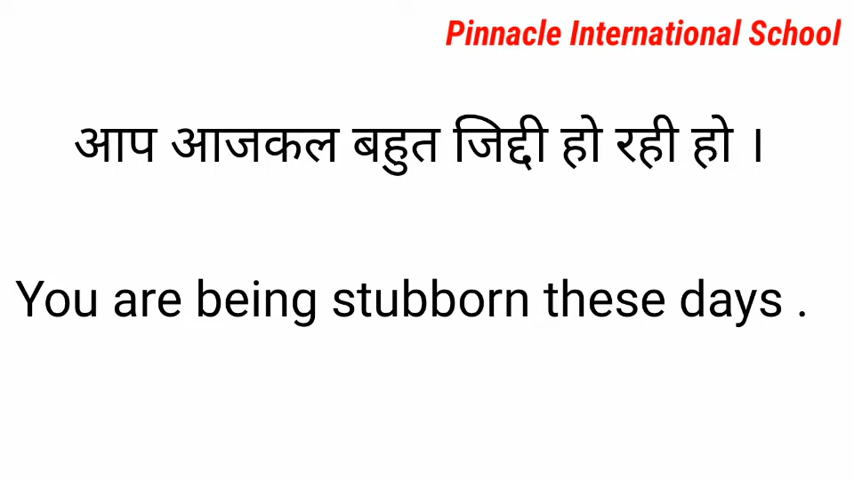 Pinnacle International School
आप आजकल बहुत जिद्दी हो रही हो ।
You are being stubborn these days .